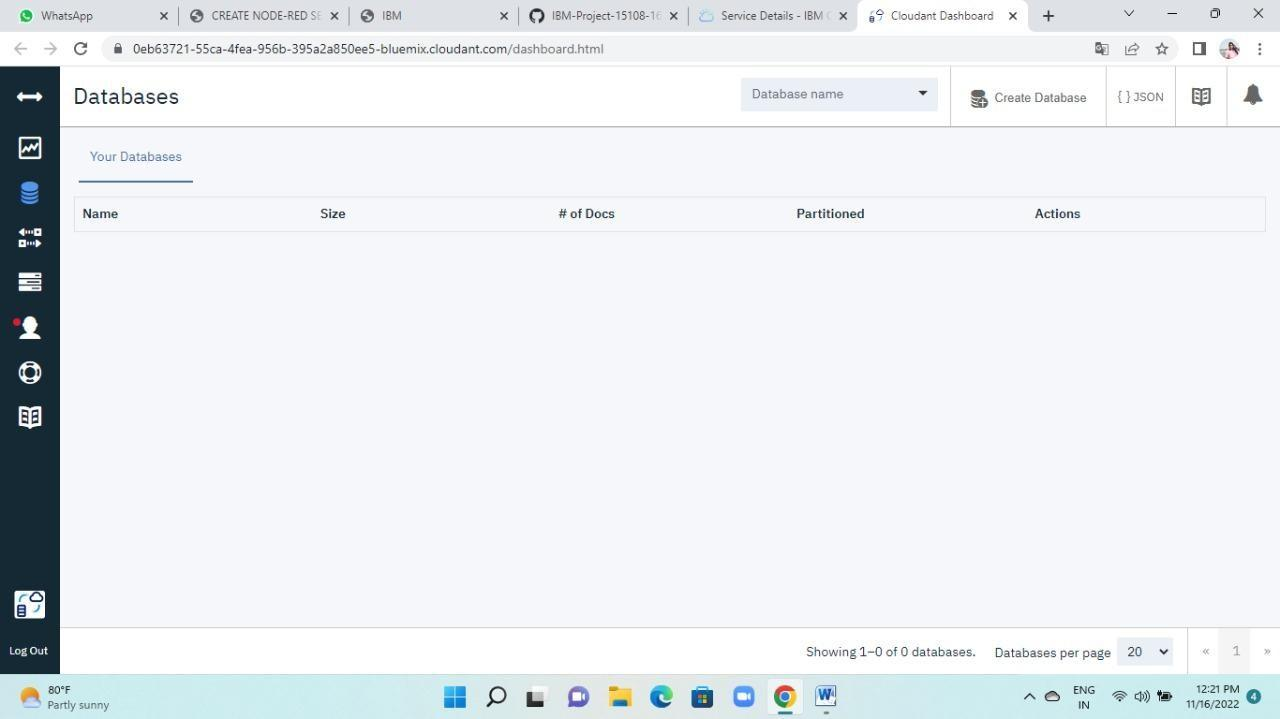 WhatsApp
CREATE NODE-RED SE
IBM
IBM-Project-15108-16
Service Details - IBM C
Cloudant Dashboard
0eb63721-55ca-4fea-956b-395a2a850ee5-bluemix.cloudant.com/dashboard.html
Databases
Database name
Create Database
{ } JSON
Your Databases
Name Size # of Docs Partitioned Actions
Log Out
Showing 1–0 of 0 databases.
Databases per page 20
« 1 »
80°F
Partly sunny
ENG
IN
12:21 PM
11/16/2022
4